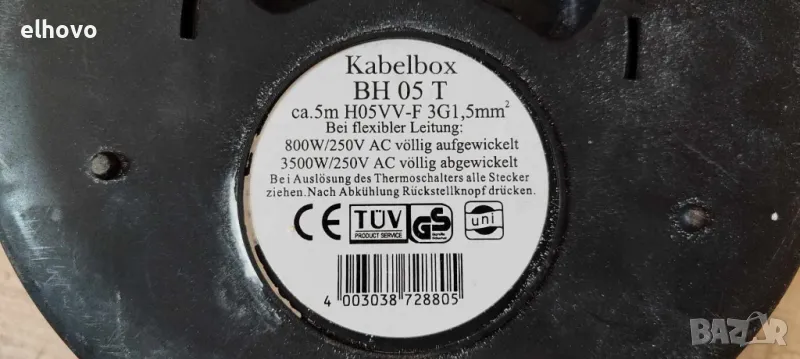 elhovo
Kabelbox
BH 05 T
ca.5m H05VV-F 3G1,5mm²
Bei flexibler Leitung:
800W/250V AC völlig aufgewickelt
3500W/250V AC völlig abgewickelt
Bei Auslösung des Thermoschalters alle Stecker
ziehen.Nach Abkühlung Rückstellknopf drücken.
CE TÜV PRODUCT SERVICE GS uni
4 003038 728805
BAZAR